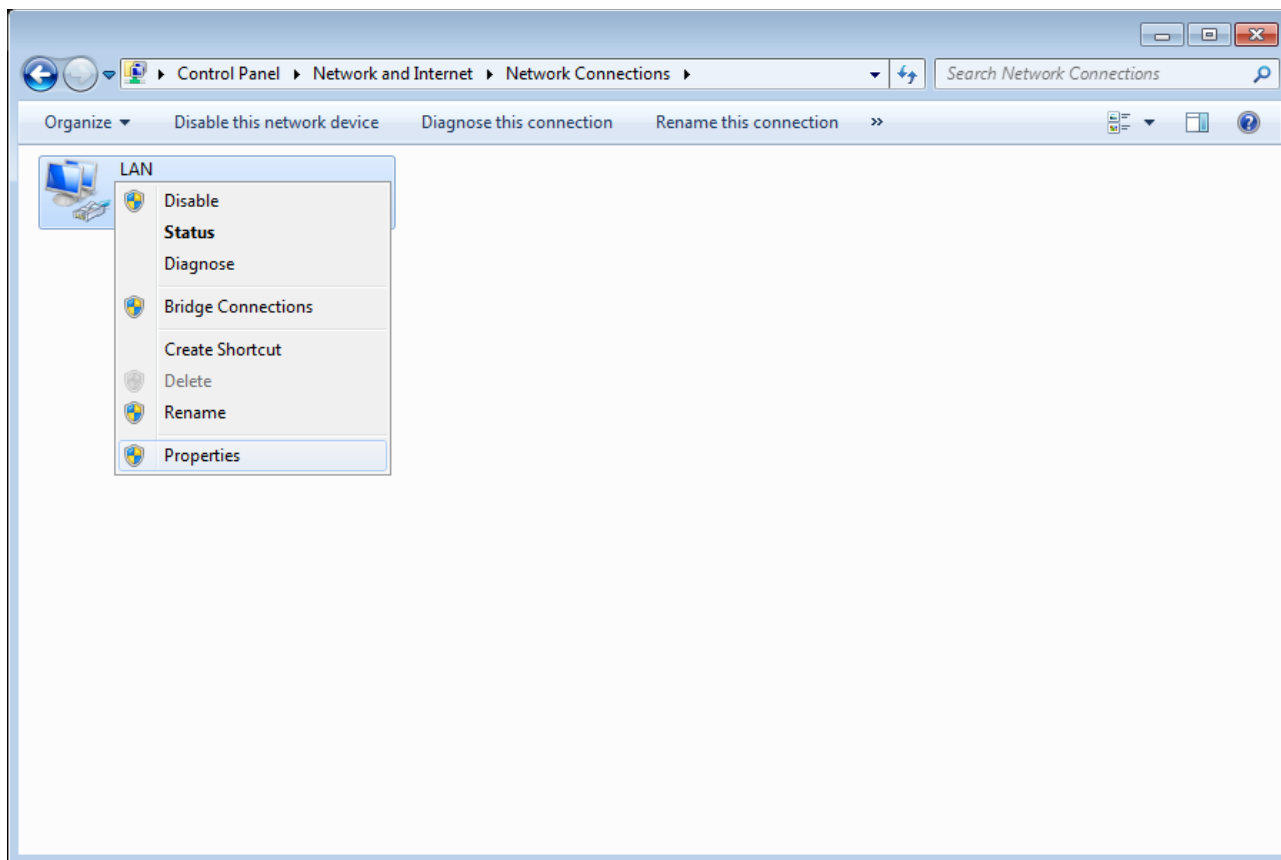 Control Panel Network and Internet Network Connections
Search Network Connections
Organize Disable this network device Diagnose this connection Rename this connection »
LAN
Disable
Status
Diagnose
Bridge Connections
Create Shortcut
Delete
Rename
Properties